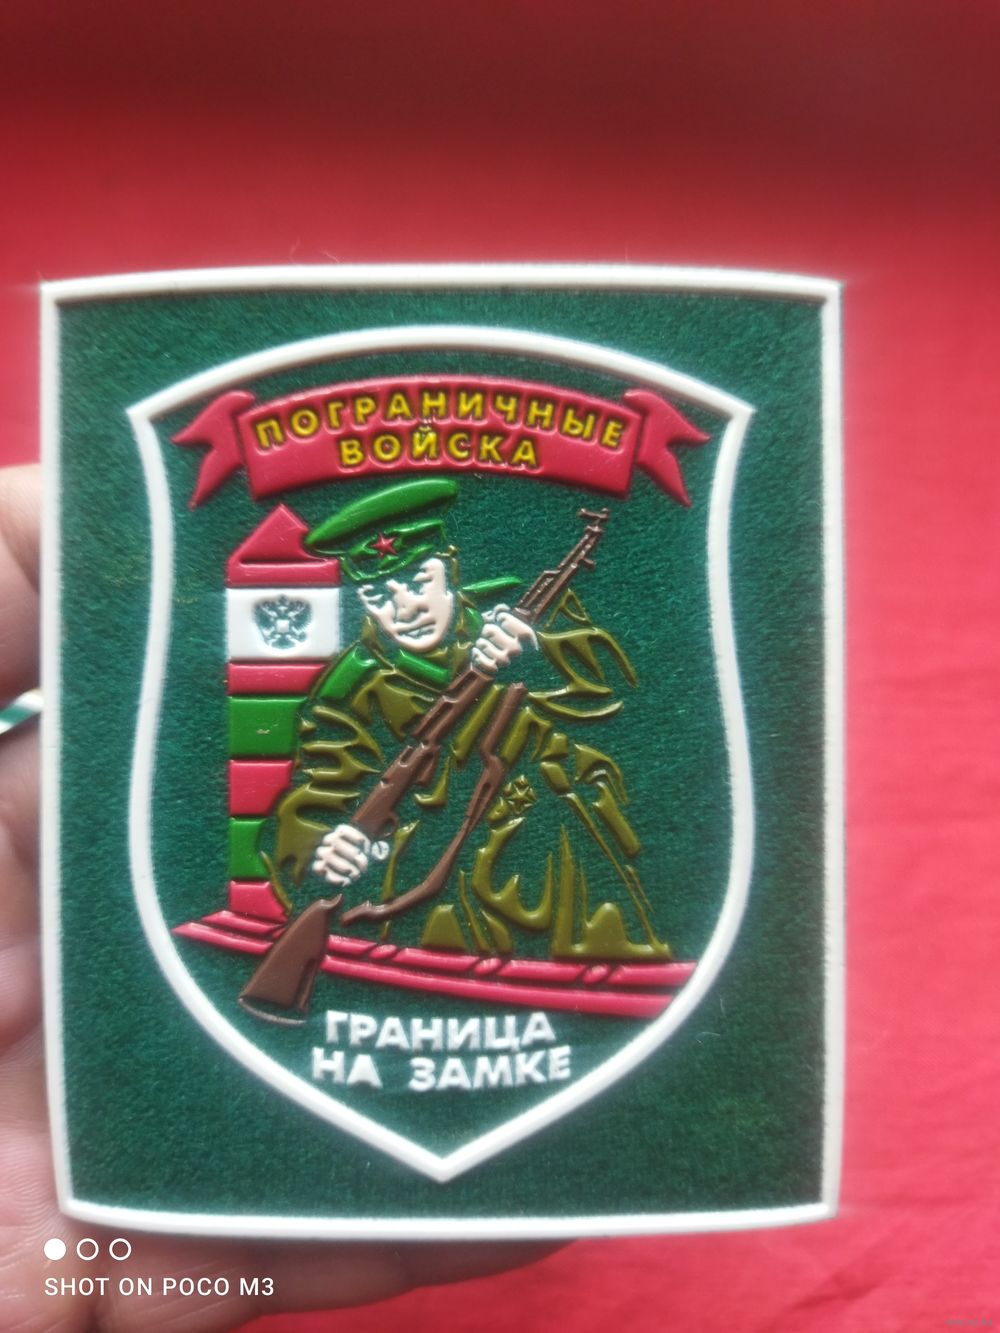 ПОГРАНИЧНЫЕ
ВОЙСКА
ГРАНИЦА
НА ЗАМКЕ
SHOT ON POCO M3